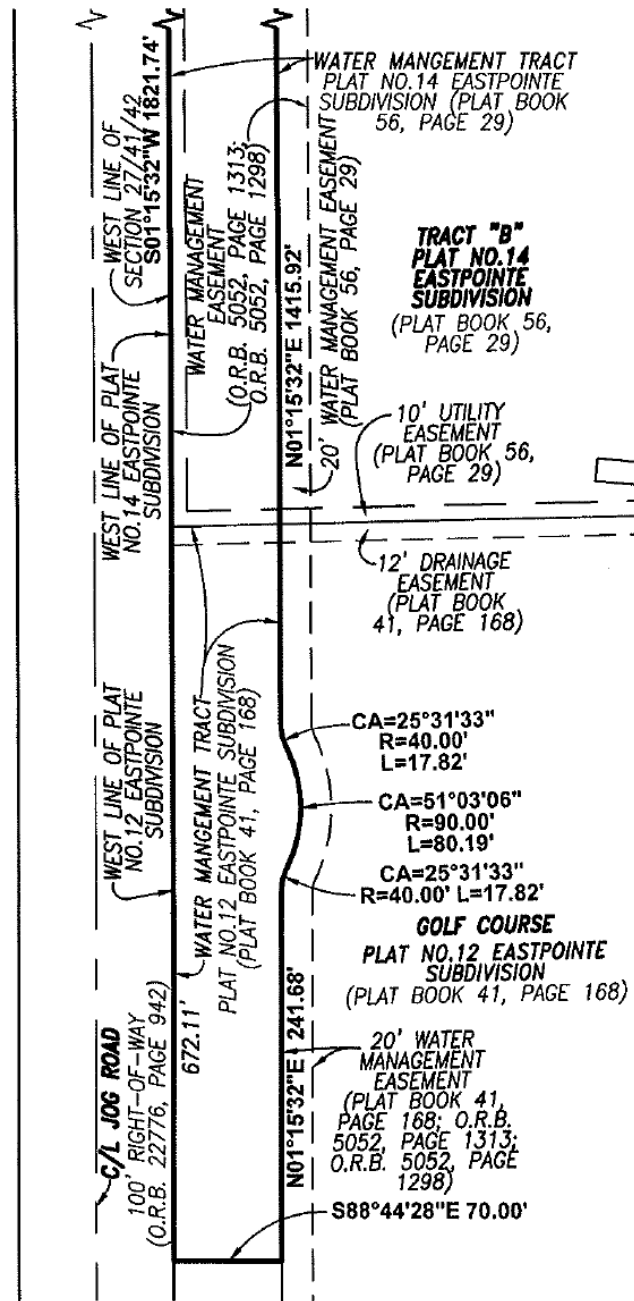 WATER MANGEMENT TRACT
PLAT NO.14 EASTPOINTE
SUBDIVISION (PLAT BOOK
56, PAGE 29)
WEST LINE OF
SECTION 27/41/42
S01°15'32"W 1821.74'
WATER MANAGEMENT
EASEMENT
(O.R.B. 5052, PAGE 1313;
O.R.B. 5052, PAGE 1298)
N01°15'32"E 1415.92'
20' WATER MANAGEMENT EASEMENT
(PLAT BOOK 56, PAGE 29)
TRACT "B"
PLAT NO.14
EASTPOINTE
SUBDIVISION
(PLAT BOOK 56,
PAGE 29)
WEST LINE OF PLAT
NO.14 EASTPOINTE
SUBDIVISION
10' UTILITY
EASEMENT
(PLAT BOOK 56,
PAGE 29)
12' DRAINAGE
EASEMENT
(PLAT BOOK
41, PAGE 168)
WEST LINE OF PLAT
NO.12 EASTPOINTE
SUBDIVISION
WATER MANGEMENT TRACT
PLAT NO.12 EASTPOINTE SUBDIVISION
(PLAT BOOK 41, PAGE 168)
CA=25°31'33"
R=40.00'
L=17.82'
CA=51°03'06"
R=90.00'
L=80.19'
CA=25°31'33"
R=40.00' L=17.82'
GOLF COURSE
PLAT NO.12 EASTPOINTE
SUBDIVISION
(PLAT BOOK 41, PAGE 168)
C/L JOG ROAD
100' RIGHT-OF-WAY
(O.R.B. 22776, PAGE 942)
672.11'
N01°15'32"E 241.68'
20' WATER
MANAGEMENT
EASEMENT
(PLAT BOOK 41,
PAGE 168; O.R.B.
5052, PAGE 1313;
O.R.B. 5052, PAGE
1298)
S88°44'28"E 70.00'